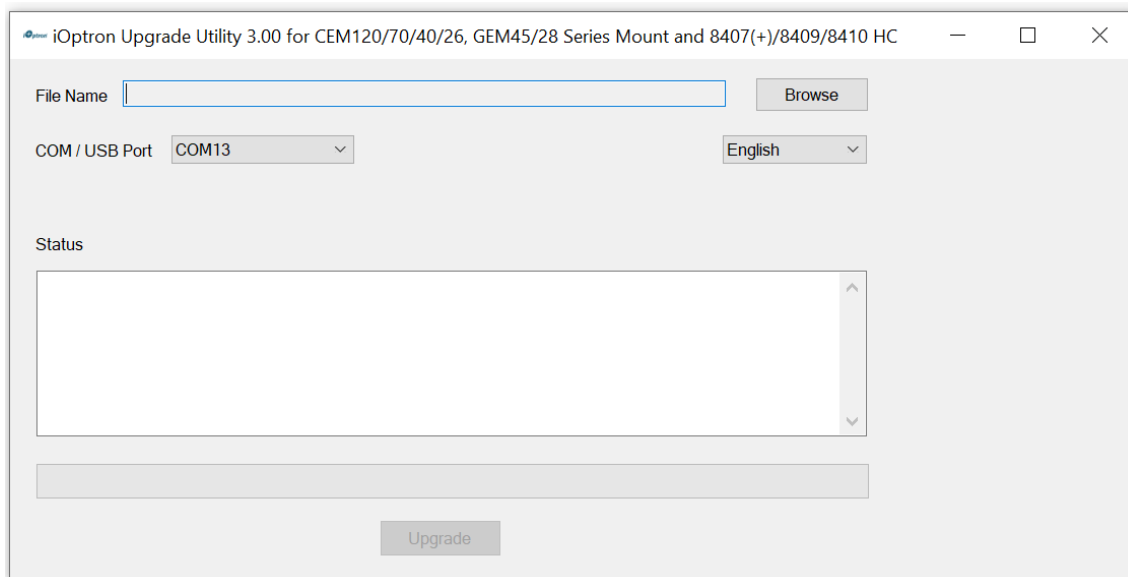 iOptron iOptron Upgrade Utility 3.00 for CEM120/70/40/26, GEM45/28 Series Mount and 8407(+)/8409/8410 HC
File Name Browse
COM / USB Port COM13 English
Status
Upgrade